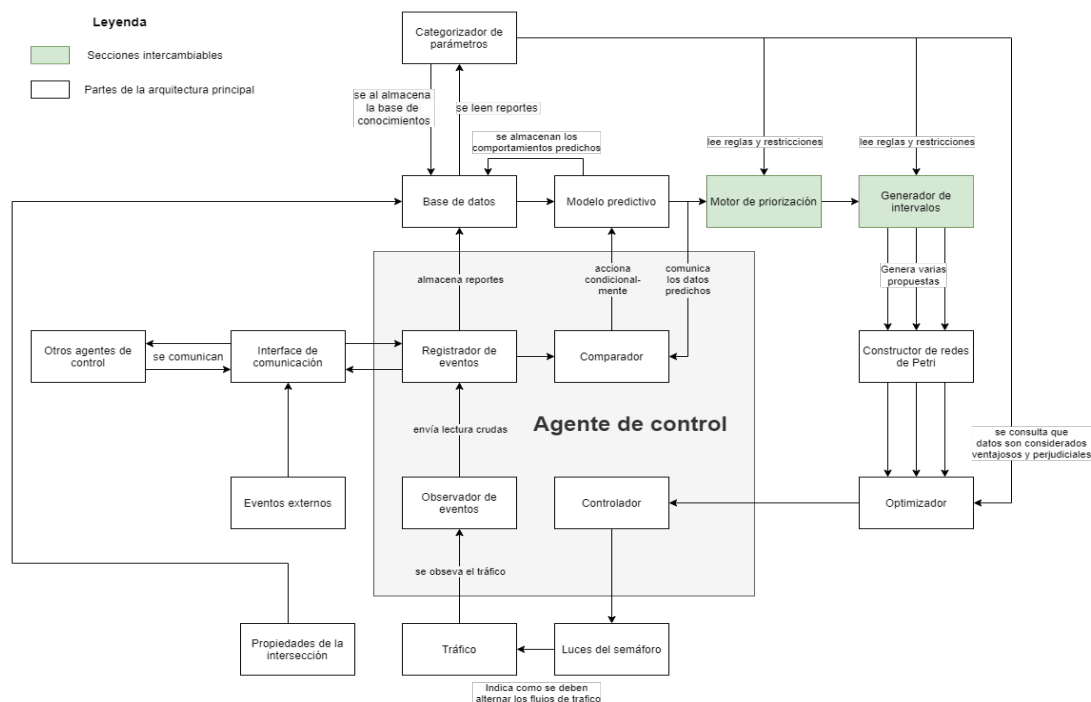 Leyenda
Secciones intercambiables
Partes de la arquitectura principal
Categorizador de
parámetros
se al almacena
la base de
conocimientos
se leen reportes
se almacenan los
comportamientos predichos
lee reglas y restricciones
lee reglas y restricciones
Base de datos
Modelo predictivo
Motor de priorización
Generador de
intervalos
almacena reportes
acciona
condicional-
mente
comunica
los datos
predichos
Genera varias
propuestas
Otros agentes de
control
se comunican
Interface de
comunicación
Registrador de
eventos
Comparador
Constructor de redes
de Petri
Agente de control
envía lectura crudas
se consulta que
datos son considerados
ventajosos y perjudiciales
Eventos externos
Observador de
eventos
Controlador
Optimizador
se obseva el tráfico
Propiedades de la
intersección
Tráfico
Luces del semáforo
Indica como se deben
alternar los flujos de trafico